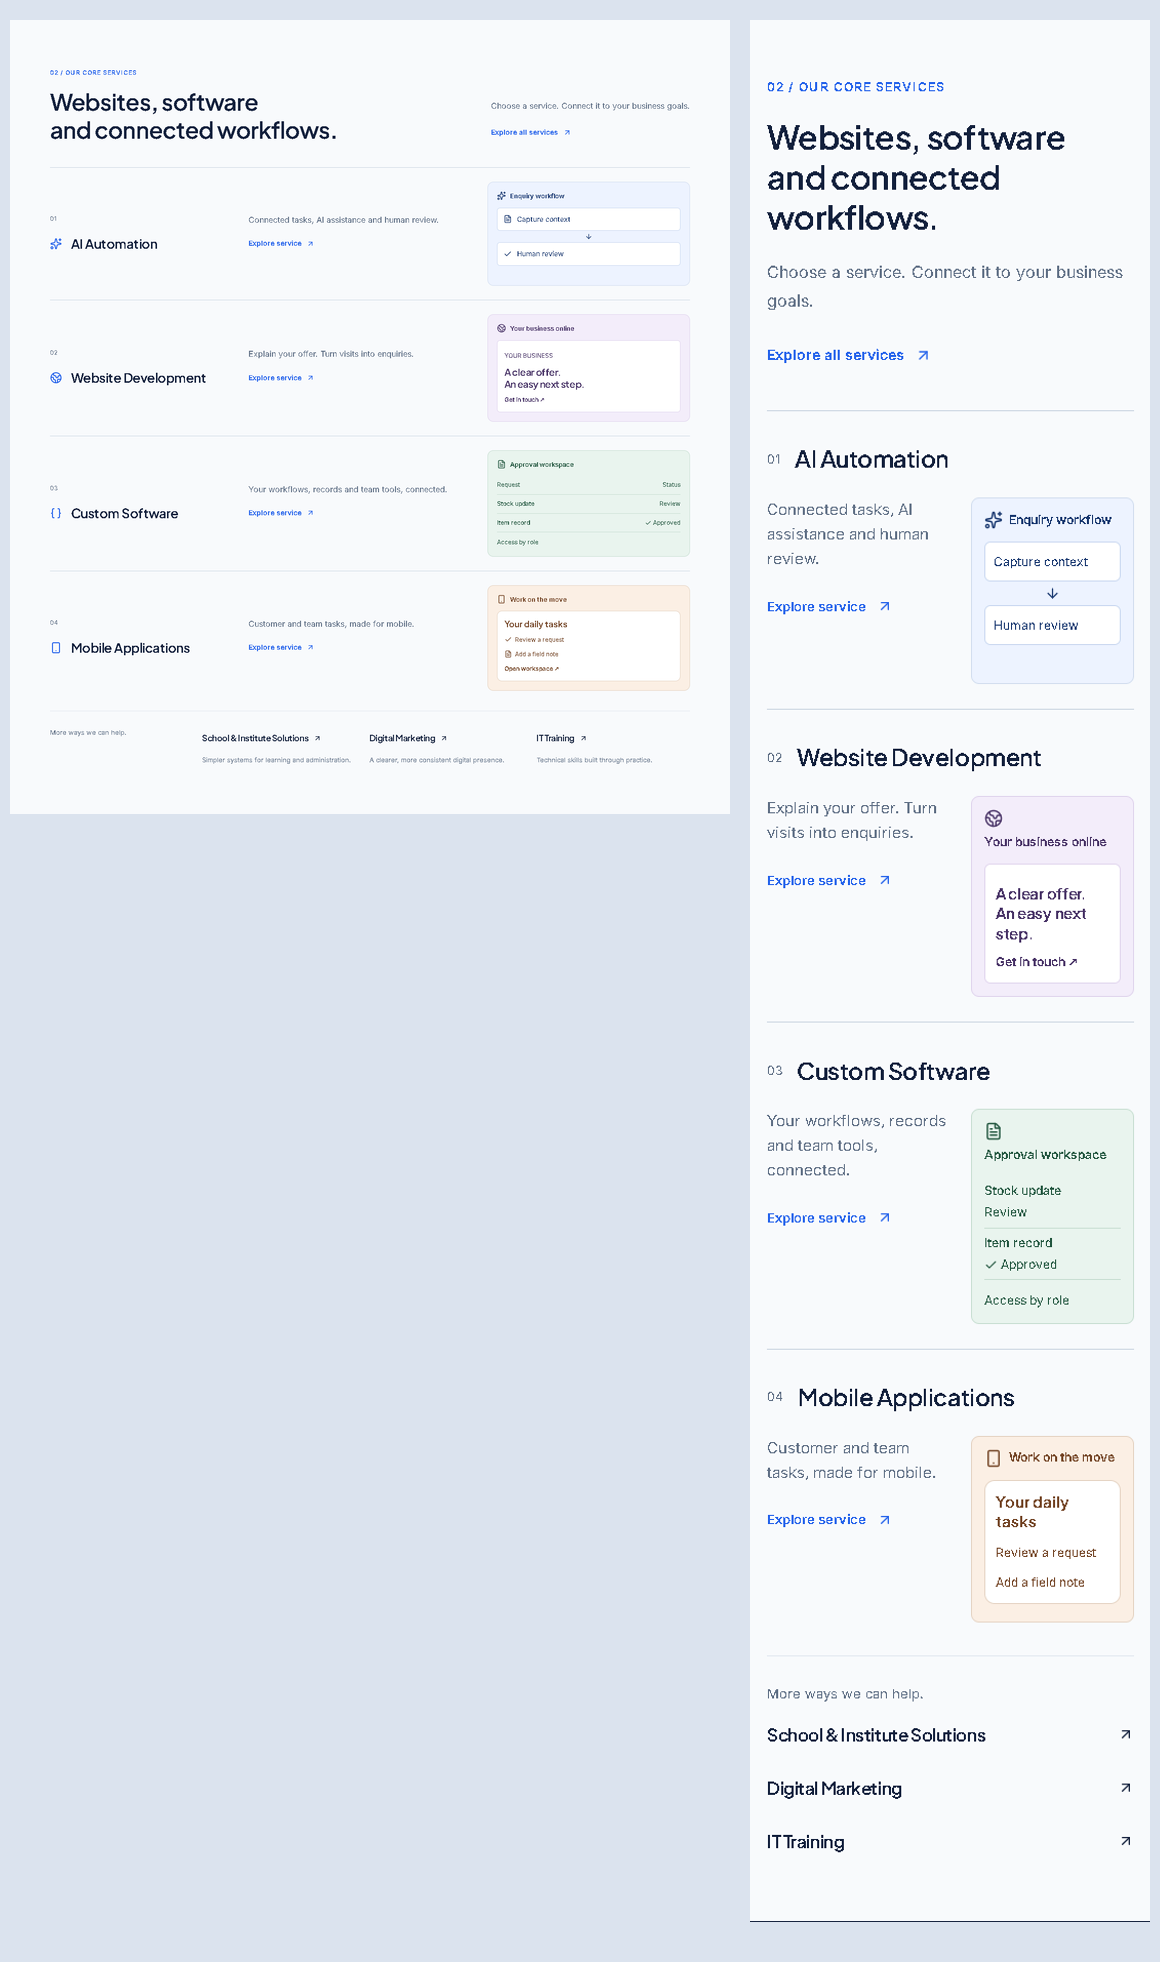 02 / OUR CORE SERVICES
Websites, software
and connected workflows.
Choose a service. Connect it to your business goals.
Explore all services
01
AI Automation
Connected tasks, AI assistance and human review.
Explore service
Enquiry workflow
Capture context
Human review
02
Website Development
Explain your offer. Turn visits into enquiries.
Explore service
Your business online
YOUR BUSINESS
A clear offer.
An easy next step.
Get in touch ↗
03
Custom Software
Your workflows, records and team tools, connected.
Explore service
Approval workspace
Request Status
Stock update Review
Item record ✓ Approved
Access by role
04
Mobile Applications
Customer and team tasks, made for mobile.
Explore service
Work on the move
Your daily tasks
Review a request
Add a field note
Open workspace ↗
More ways we can help.
School & Institute Solutions
Simpler systems for learning and administration.
Digital Marketing
A clearer, more consistent digital presence.
IT Training
Technical skills built through practice.
02 / OUR CORE SERVICES
Websites, software
and connected
workflows.
Choose a service. Connect it to your business
goals.
Explore all services
01 AI Automation
Connected tasks, AI
assistance and human
review.
Explore service
Enquiry workflow
Capture context
Human review
02 Website Development
Explain your offer. Turn
visits into enquiries.
Explore service
Your business online
A clear offer.
An easy next
step.
Get in touch ↗
03 Custom Software
Your workflows, records
and team tools,
connected.
Explore service
Approval workspace
Stock update
Review
Item record
✓ Approved
Access by role
04 Mobile Applications
Customer and team
tasks, made for mobile.
Explore service
Work on the move
Your daily
tasks
Review a request
Add a field note
More ways we can help.
School & Institute Solutions
Digital Marketing
IT Training